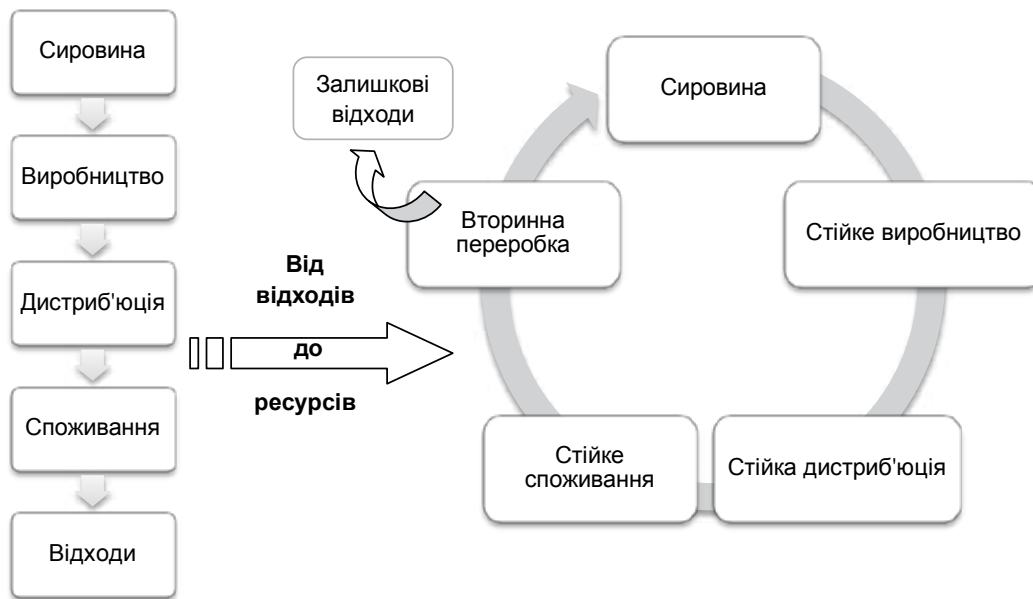 Сировина
Виробництво
Дистриб'юція
Споживання
Відходи
Від
відходів
до
ресурсів
Залишкові
відходи
Сировина
Стійке виробництво
Стійка дистриб'юція
Стійке
споживання
Вторинна
переробка